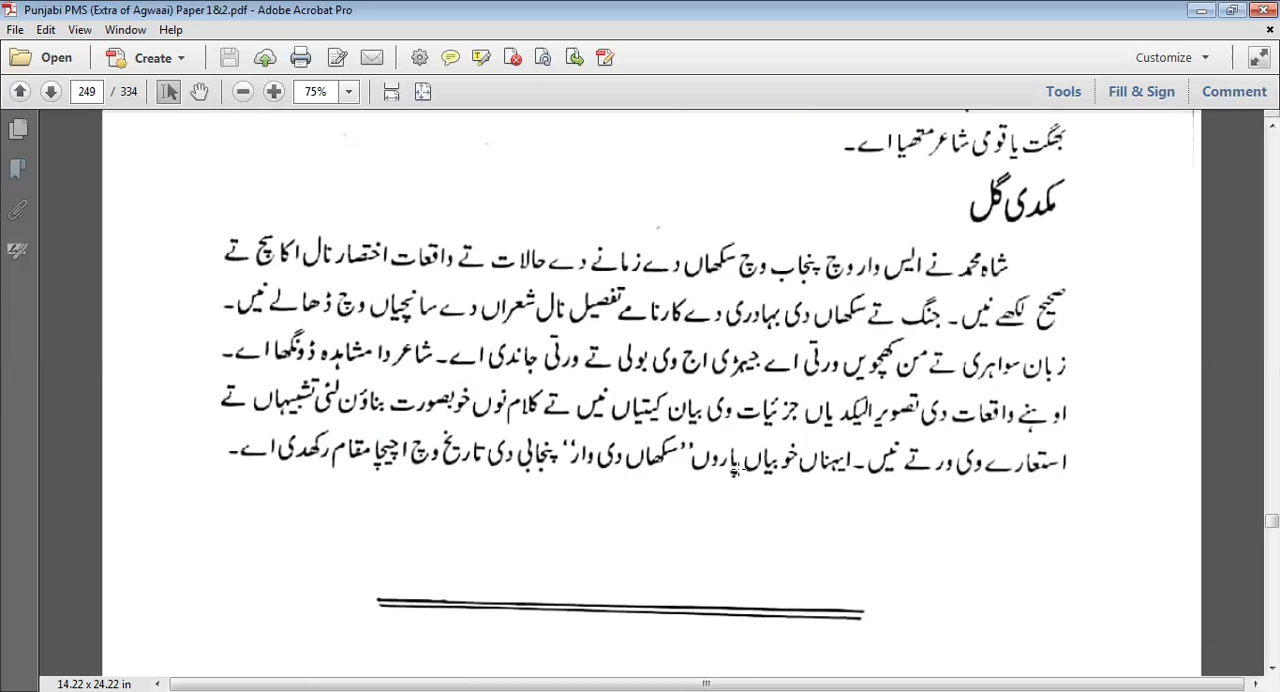 Punjabi PMS (Extra of Agwaai) Paper 1&2.pdf - Adobe Acrobat Pro
File Edit View Window Help
Open Create Customize
249 / 334 75% Tools Fill & Sign Comment
بھگت یا قومی شاعر متھیا اے۔
مکدی گل
شاہ محمد نے ایس وار وچ پنجاب وچ سکھاں دے زمانے دے حالات تے واقعات اختصار نال اکا سچ تے
صحیح لکھے نیں۔ جنگ تے سکھاں دی بہادری دے کارنامے تفصیل نال شعراں دے سانچیاں وچ ڈھالے نیں۔
زبان سواہری تے من کھچویں ورتی اے جیہڑی اج وی بولی تے ورتی جاندی اے۔ شاعر دا مشاہدہ ڈونگھا اے۔
اوہنے واقعات دی تصویر الیکدیاں جزئیات وی بیان کیتیاں نیں تے کلام نوں خوبصورت بناؤن لئی تشبیہاں تے
استعارے وی ورتے نیں۔ ایہناں خوبیاں پاروں ’’سکھاں دی وار‘‘ پنجابی دی تاریخ وچ اچیچا مقام رکھدی اے۔
14.22 x 24.22 in